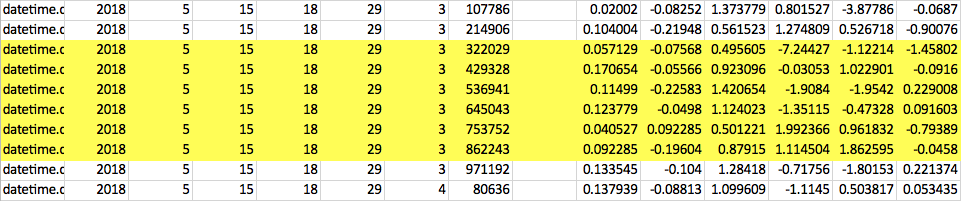 datetime.c 2018 5 15 18 29 3 107786 0.02002 -0.08252 1.373779 0.801527 -3.87786 -0.0687
datetime.c 2018 5 15 18 29 3 214906 0.104004 -0.21948 0.561523 1.274809 0.526718 -0.90076
datetime.c 2018 5 15 18 29 3 322029 0.057129 -0.07568 0.495605 -7.24427 -1.12214 -1.45802
datetime.c 2018 5 15 18 29 3 429328 0.170654 -0.05566 0.923096 -0.03053 1.022901 -0.0916
datetime.c 2018 5 15 18 29 3 536941 0.11499 -0.22583 1.420654 -1.9084 -1.9542 0.229008
datetime.c 2018 5 15 18 29 3 645043 0.123779 -0.0498 1.124023 -1.35115 -0.47328 0.091603
datetime.c 2018 5 15 18 29 3 753752 0.040527 0.092285 0.501221 1.992366 0.961832 -0.79389
datetime.c 2018 5 15 18 29 3 862243 0.092285 -0.19604 0.87915 1.114504 1.862595 -0.0458
datetime.c 2018 5 15 18 29 3 971192 0.133545 -0.104 1.28418 -0.71756 -1.80153 0.221374
datetime.c 2018 5 15 18 29 4 80636 0.137939 -0.08813 1.099609 -1.1145 0.503817 0.053435